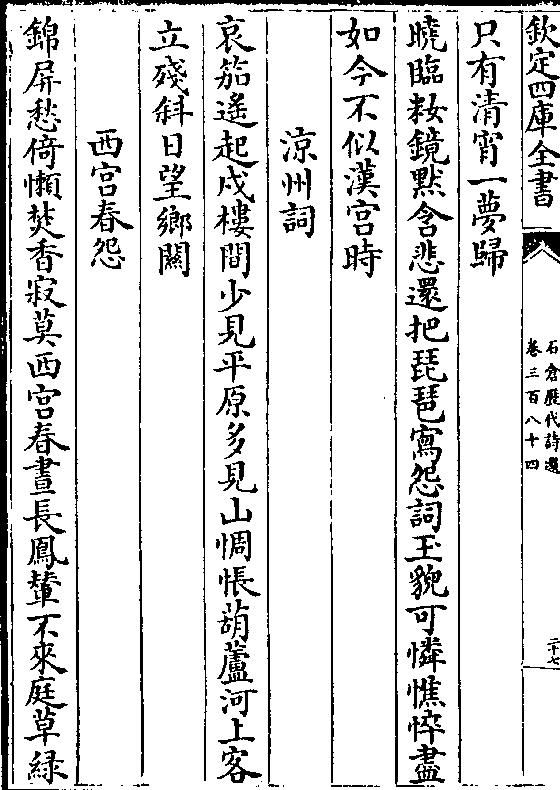 欽定四庫全書
石倉歷代詩選
卷三百八十四
二十七
只有清宵一夢歸
曉臨妝鏡黙含悲還把琵琶寫怨詞玉貌可憐憔悴盡
如今不似漢宮時
涼州詞
哀笳遙起戍樓間少見平原多見山惆悵葫蘆河上客
立殘斜日望鄉關
西宮春怨
錦屏愁倚懶焚香寂莫西宮春晝長鳳輦不來庭草緑